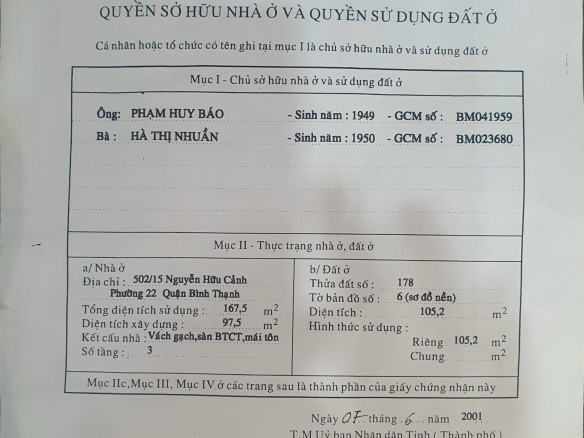 QUYỀN SỞ HỮU NHÀ Ở VÀ QUYỀN SỬ DỤNG ĐẤT Ở
Cá nhân hoặc tổ chức có tên ghi tại mục I là chủ sở hữu nhà ở và sử dụng đất ở
Mục I - Chủ sở hữu nhà ở và sử dụng đất ở
Ông: PHẠM HUY BÁO - Sinh năm : 1949 - GCM số : BM041959
Bà : HÀ THỊ NHUẦN - Sinh năm : 1950 - GCM số : BM023680
Mục II - Thực trạng nhà ở, đất ở
a/ Nhà ở
Địa chỉ : 502/15 Nguyễn Hữu Cảnh
Phường 22 Quận Bình Thạnh
Tổng diện tích sử dụng : 167,5 m2
Diện tích xây dựng : 97,5 m2
Kết cấu nhà : Vách gạch,sàn BTCT,mái tôn
Số tầng : 3
b/ Đất ở
Thửa đất số : 178
Tờ bản đồ số : 6 (sơ đồ nền)
Diện tích : 105,2 m2
Hình thức sử dụng :
Riêng : 105,2 m2
Chung m2
Mục IIc,Mục III, Mục IV ở các trang sau là thành phần của giấy chứng nhận này
Ngày 07 tháng 6 năm 2001
T.M Uỷ ban Nhân dân Tỉnh ( Thành phố )